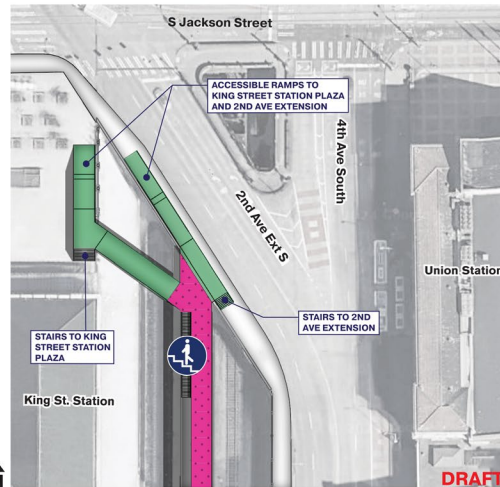 S Jackson Street
ACCESSIBLE RAMPS TO
KING STREET STATION PLAZA
AND 2ND AVE EXTENSION
4th Ave South
2nd Ave Ext S
Union Station
STAIRS TO 2ND
AVE EXTENSION
STAIRS TO KING
STREET STATION
PLAZA
King St. Station
DRAFT